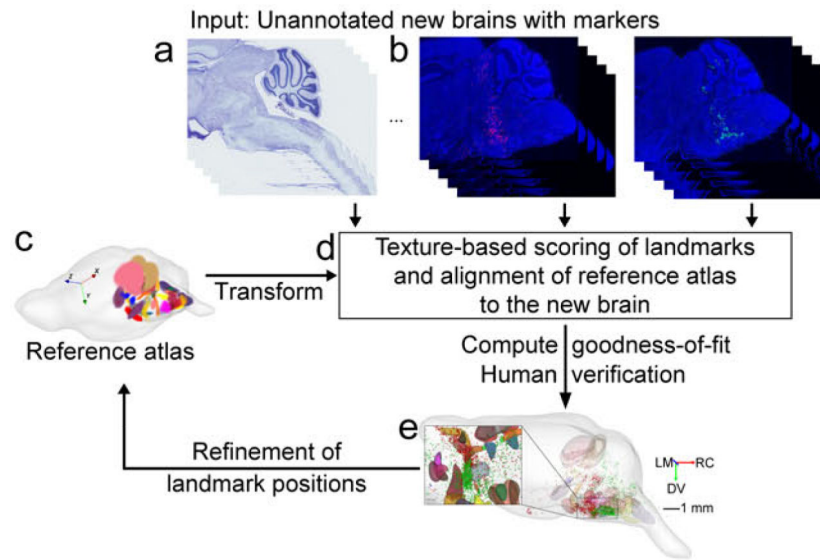 Input: Unannotated new brains with markers
a
b
...
c
d
Z
X
Y
Reference atlas
Transform
Texture-based scoring of landmarks
and alignment of reference atlas
to the new brain
Compute goodness-of-fit
Human verification
e
Refinement of
landmark positions
LM
RC
DV
1 mm